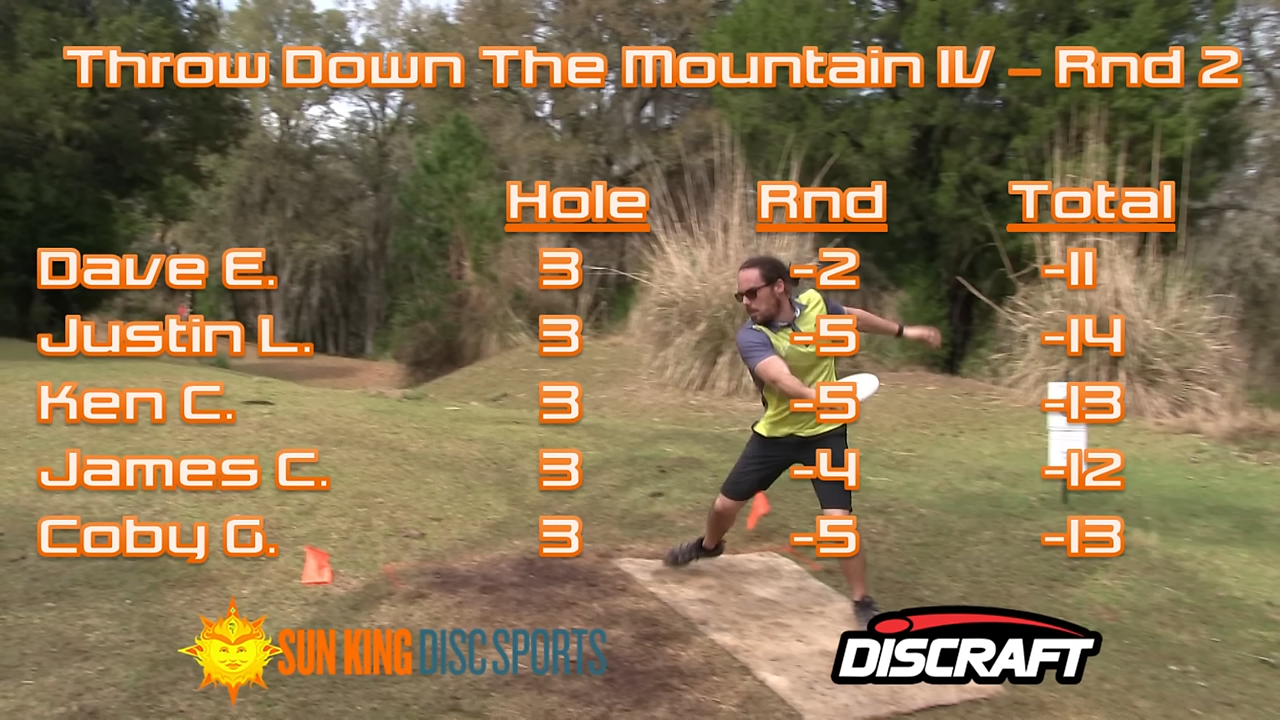 Throw Down The Mountain IV – Rnd 2
Hole Rnd Total
Dave E. 3 -2 -11
Justin L. 3 -5 -14
Ken C. 3 -5 -13
James C. 3 -4 -12
Coby G. 3 -5 -13
SUN KING DISC SPORTS
DISCRAFT